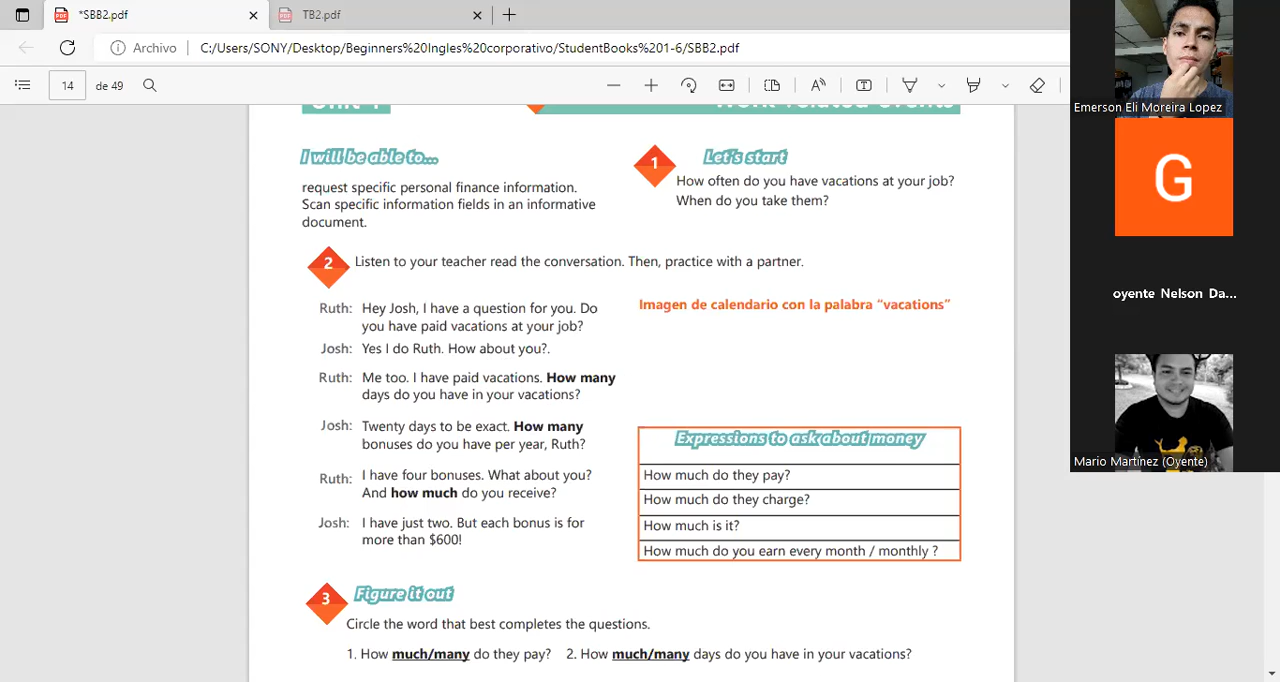 *SBB2.pdf
TB2.pdf
Archivo
C:/Users/SONY/Desktop/Beginners%20Ingles%20corporativo/StudentBooks%201-6/SBB2.pdf
14 de 49
I will be able to...
request specific personal finance information.
Scan specific information fields in an informative
document.
1 Let's start
How often do you have vacations at your job?
When do you take them?
2 Listen to your teacher read the conversation. Then, practice with a partner.
Ruth: Hey Josh, I have a question for you. Do
you have paid vacations at your job?
Josh: Yes I do Ruth. How about you?.
Ruth: Me too. I have paid vacations. How many
days do you have in your vacations?
Josh: Twenty days to be exact. How many
bonuses do you have per year, Ruth?
Ruth: I have four bonuses. What about you?
And how much do you receive?
Josh: I have just two. But each bonus is for
more than $600!
Imagen de calendario con la palabra “vacations”
Expressions to ask about money
How much do they pay?
How much do they charge?
How much is it?
How much do you earn every month / monthly ?
3 Figure it out
Circle the word that best completes the questions.
1. How much/many do they pay? 2. How much/many days do you have in your vacations?
Emerson Eli Moreira Lopez
G
oyente Nelson Da...
Mario Martínez (Oyente)